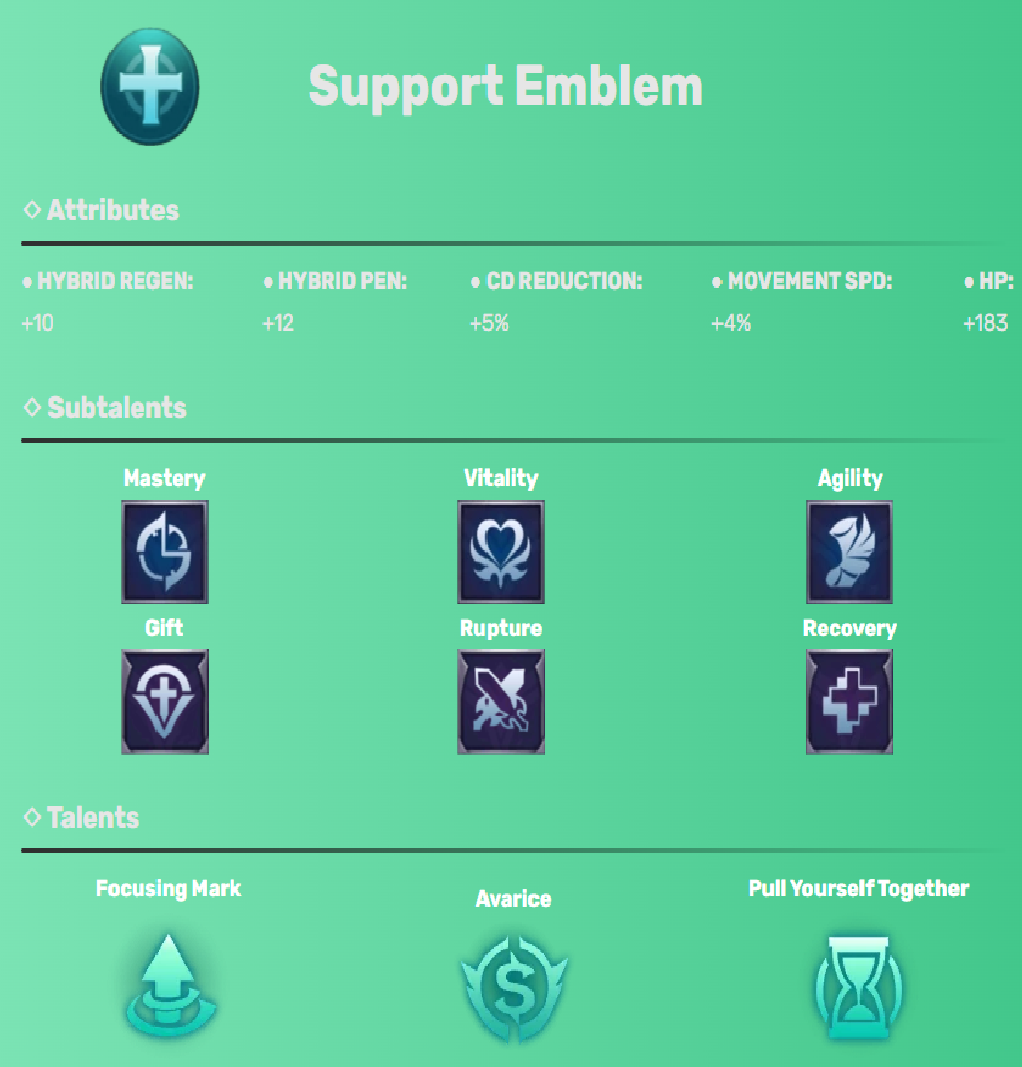 Support Emblem
◇ Attributes
• HYBRID REGEN: • HYBRID PEN: • CD REDUCTION: • MOVEMENT SPD: • HP:
+10 +12 +5% +4% +183
◇ Subtalents
Mastery Vitality Agility
Gift Rupture Recovery
◇ Talents
Focusing Mark Avarice Pull Yourself Together
S